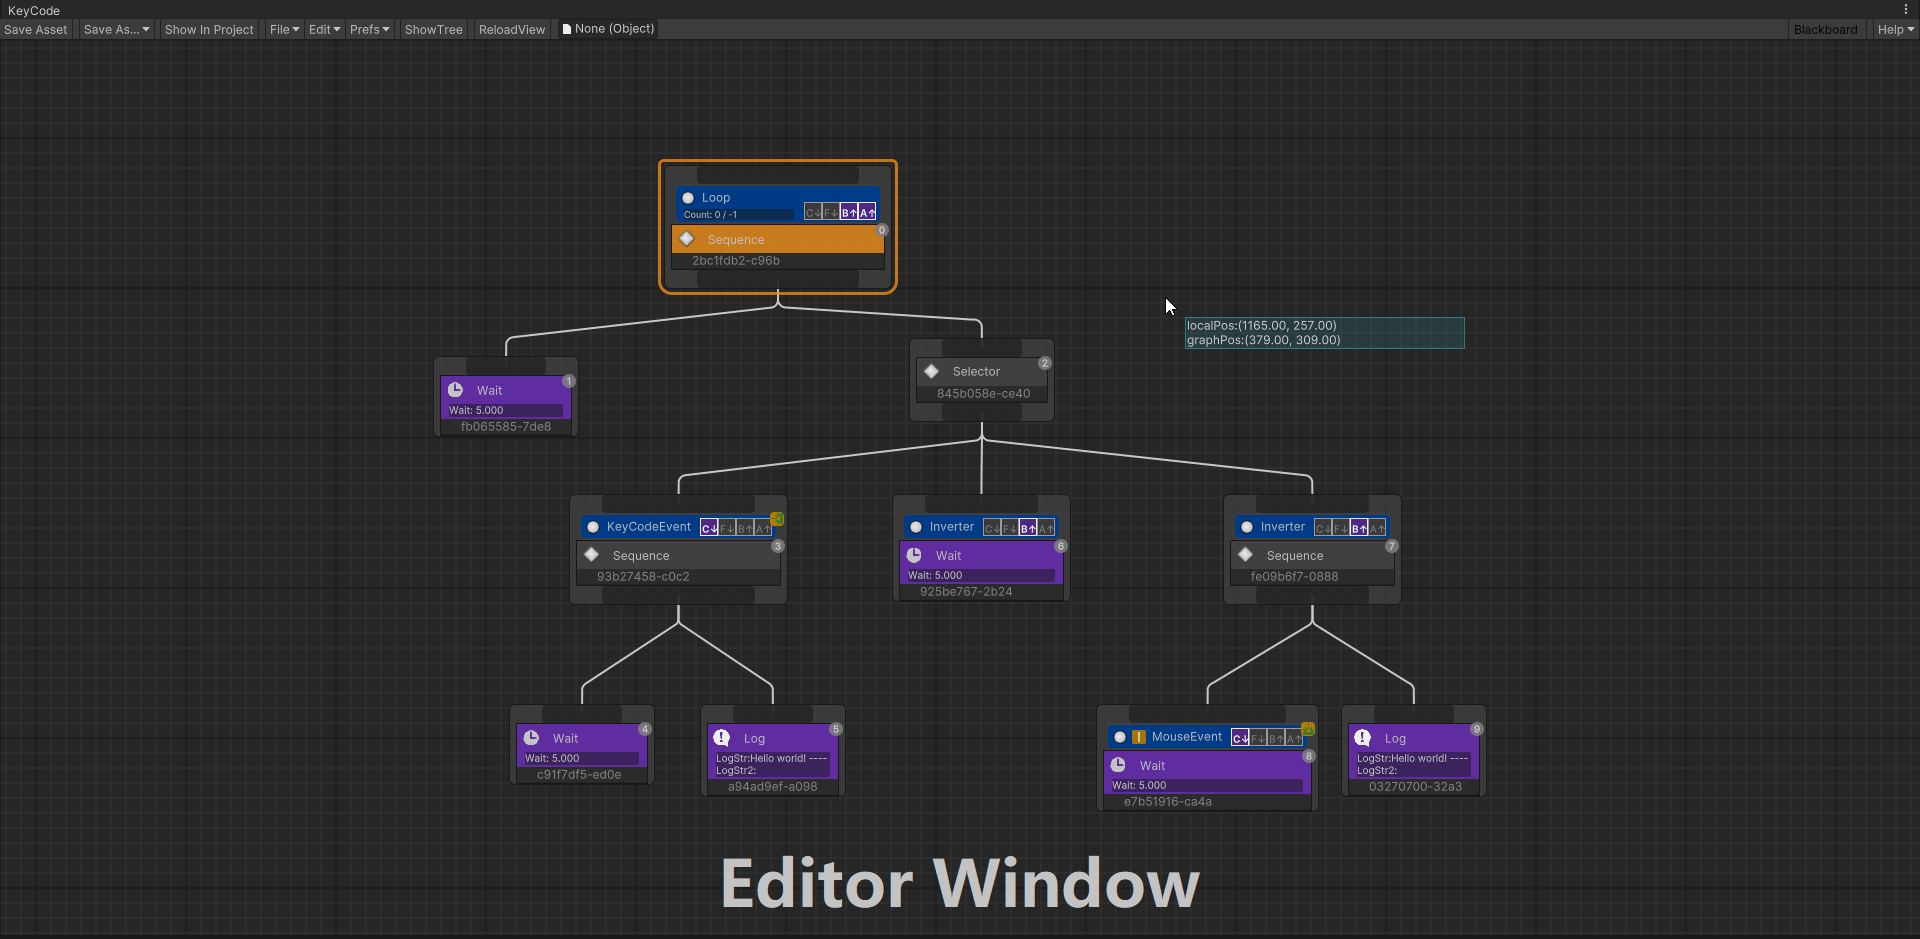 KeyCode
Save Asset Save As... Show In Project File Edit Prefs ShowTree ReloadView None (Object) Blackboard Help
Loop
Count: 0 / -1 C↓ F↓ B↑ A↑
0
Sequence
2bc1fdb2-c96b
localPos:(1165.00, 257.00)
graphPos:(379.00, 309.00)
1
Wait
Wait: 5.000
fb065585-7de8
2
Selector
845b058e-ce40
KeyCodeEvent C↓ F↓ B↑ A↑
3
Sequence
93b27458-c0c2
Inverter C↓ F↓ B↑ A↑
6
Wait
Wait: 5.000
925be767-2b24
Inverter C↓ F↓ B↑ A↑
7
Sequence
fe09b6f7-0888
4
Wait
Wait: 5.000
c91f7df5-ed0e
5
Log
LogStr:Hello world! ----
LogStr2:
a94ad9ef-a098
MouseEvent C↓ F↓ B↑ A↑
8
Wait
Wait: 5.000
e7b51916-ca4a
9
Log
LogStr:Hello world! ----
LogStr2:
03270700-32a3
Editor Window